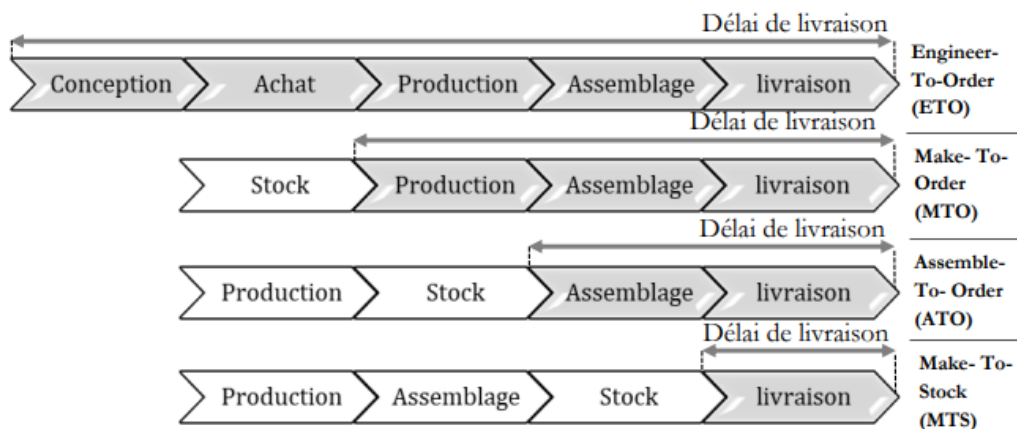 Délai de livraison
Conception Achat Production Assemblage livraison
Engineer-
To-Order
(ETO)
Délai de livraison
Stock Production Assemblage livraison
Make- To-
Order
(MTO)
Délai de livraison
Production Stock Assemblage livraison
Assemble-
To- Order
(ATO)
Délai de livraison
Production Assemblage Stock livraison
Make- To-
Stock
(MTS)